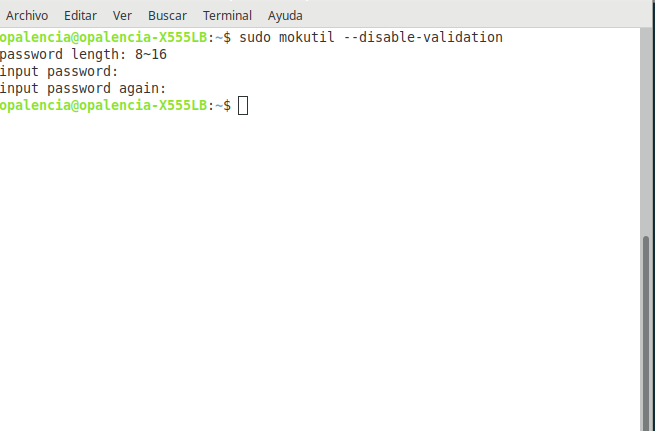 Archivo Editar Ver Buscar Terminal Ayuda
opalencia@opalencia-X555LB:~$ sudo mokutil --disable-validation
password length: 8~16
input password:
input password again:
opalencia@opalencia-X555LB:~$